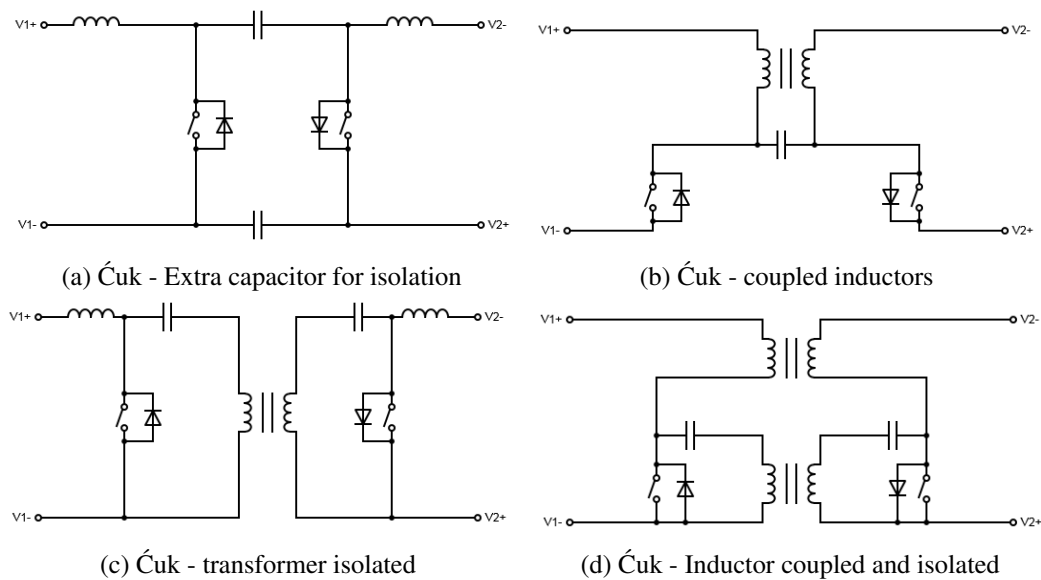 V1+ V2-
V1- V2+
(a) Ćuk - Extra capacitor for isolation
V1+ V2-
V1- V2+
(b) Ćuk - coupled inductors
V1+ V2-
V1- V2+
(c) Ćuk - transformer isolated
V1+ V2-
V1- V2+
(d) Ćuk - Inductor coupled and isolated